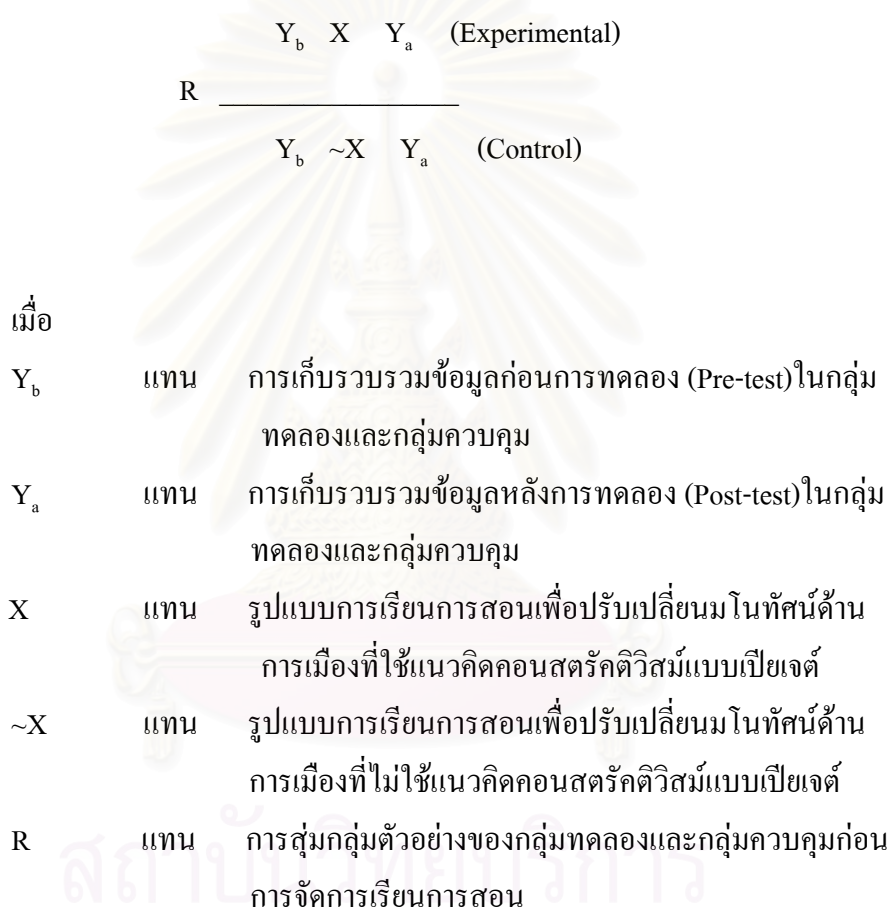 Yb X Ya (Experimental)
R
Yb ~X Ya (Control)
เมื่อ
Yb แทน การเก็บรวบรวมข้อมูลก่อนการทดลอง (Pre-test)ในกลุ่ม
ทดลองและกลุ่มควบคุม
Ya แทน การเก็บรวบรวมข้อมูลหลังการทดลอง (Post-test)ในกลุ่ม
ทดลองและกลุ่มควบคุม
X แทน รูปแบบการเรียนการสอนเพื่อปรับเปลี่ยนมโนทัศน์ด้าน
การเมืองที่ใช้แนวคิดคอนสตรัคติวิสม์แบบเปียเจต์
~X แทน รูปแบบการเรียนการสอนเพื่อปรับเปลี่ยนมโนทัศน์ด้าน
การเมืองที่ไม่ใช้แนวคิดคอนสตรัคติวิสม์แบบเปียเจต์
R แทน การสุ่มกลุ่มตัวอย่างของกลุ่มทดลองและกลุ่มควบคุมก่อน
การจัดการเรียนการสอน
สถาบันวิทยบริการ